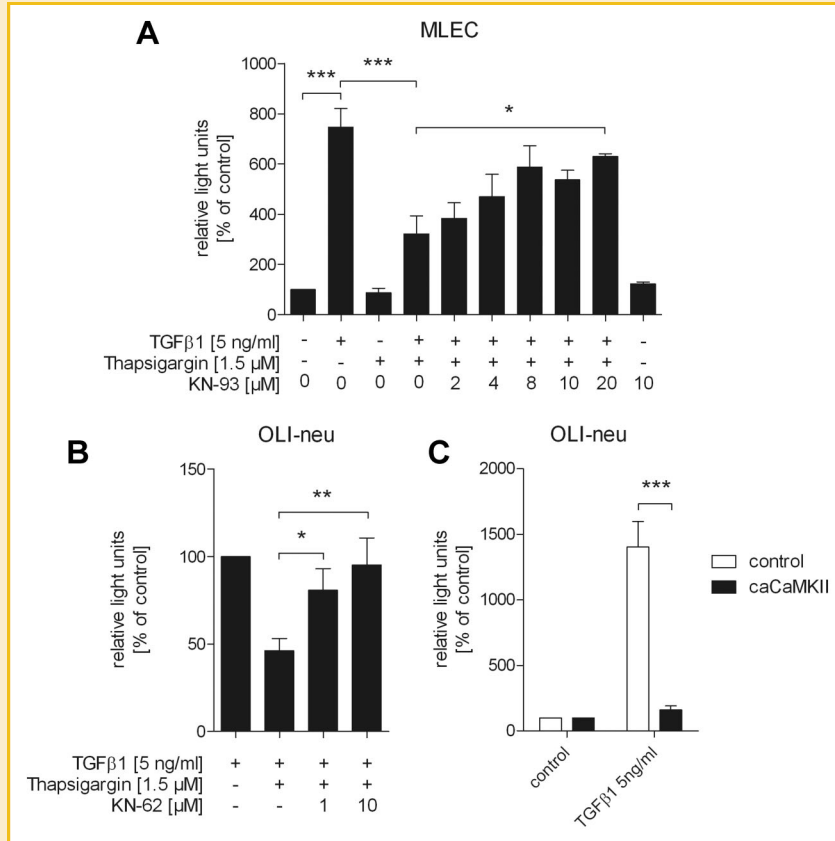 A
MLEC
relative light units
[% of control]
1000
800
600
400
200
0
***
***
*
TGFβ1 [5 ng/ml] - + - + + + + + + -
Thapsigargin [1.5 µM] - - + + + + + + + -
KN-93 [µM] 0 0 0 0 2 4 8 10 20 10
B
OLI-neu
relative light units
[% of control]
150
100
50
0
*
**
TGFβ1 [5 ng/ml] + + + +
Thapsigargin [1.5 µM] - + + +
KN-62 [µM] - - 1 10
C
OLI-neu
relative light units
[% of control]
2000
1500
1000
500
0
***
control
TGFβ1 5ng/ml
control
caCaMKII